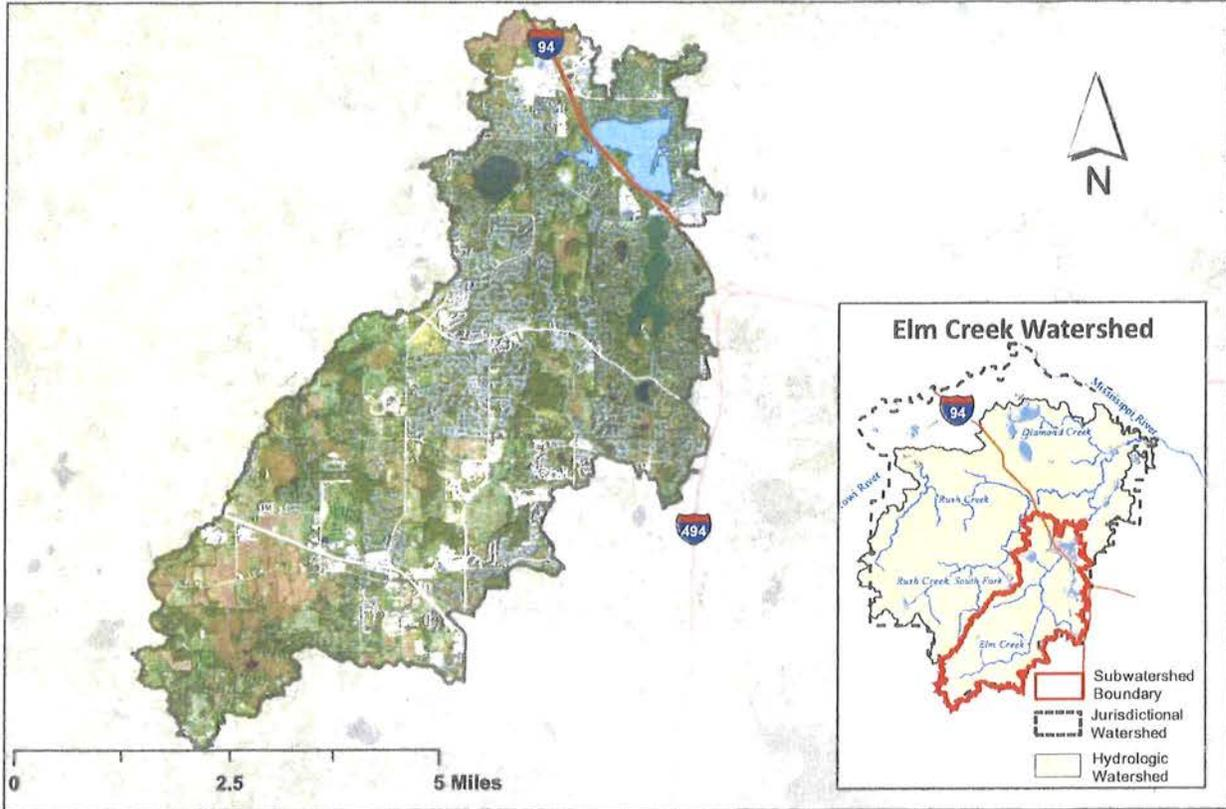 94
N
494
0 2.5 5 Miles
Elm Creek Watershed
94
Mississippi River
Diamond Creek
River
Rush Creek
Rush Creek South Fork
Elm Creek
Subwatershed
Boundary
Jurisdictional
Watershed
Hydrologic
Watershed